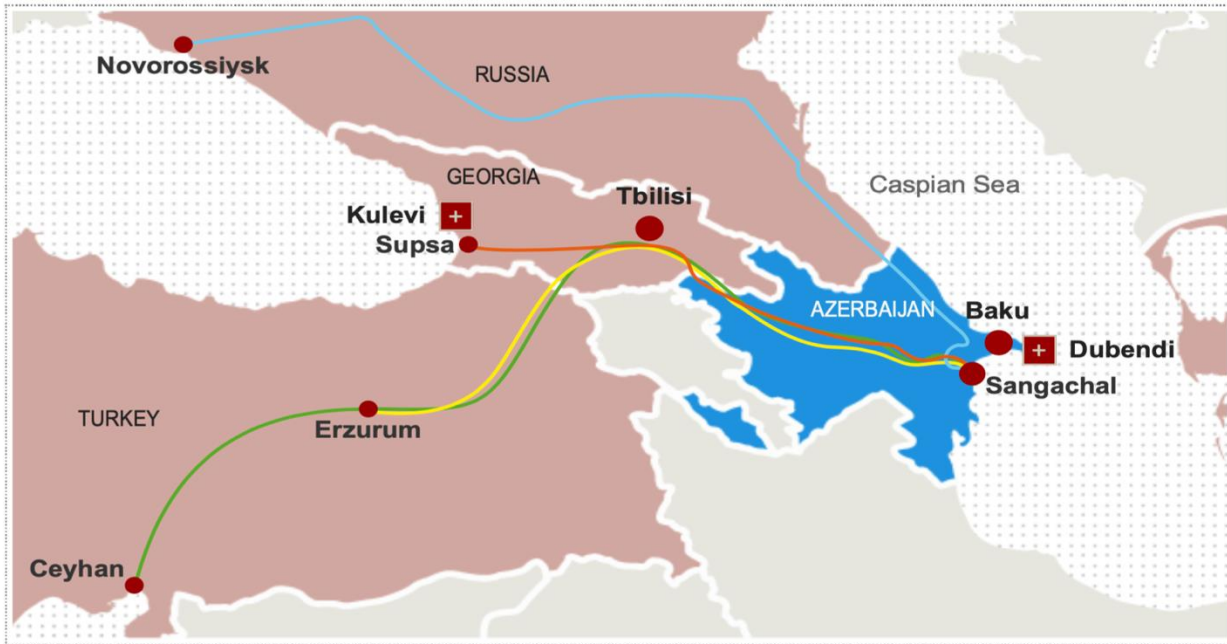 Novorossiysk
RUSSIA
GEORGIA
Caspian Sea
Tbilisi
Kulevi
Supsa
AZERBAIJAN
Baku
Dubendi
Sangachal
TURKEY
Erzurum
Ceyhan